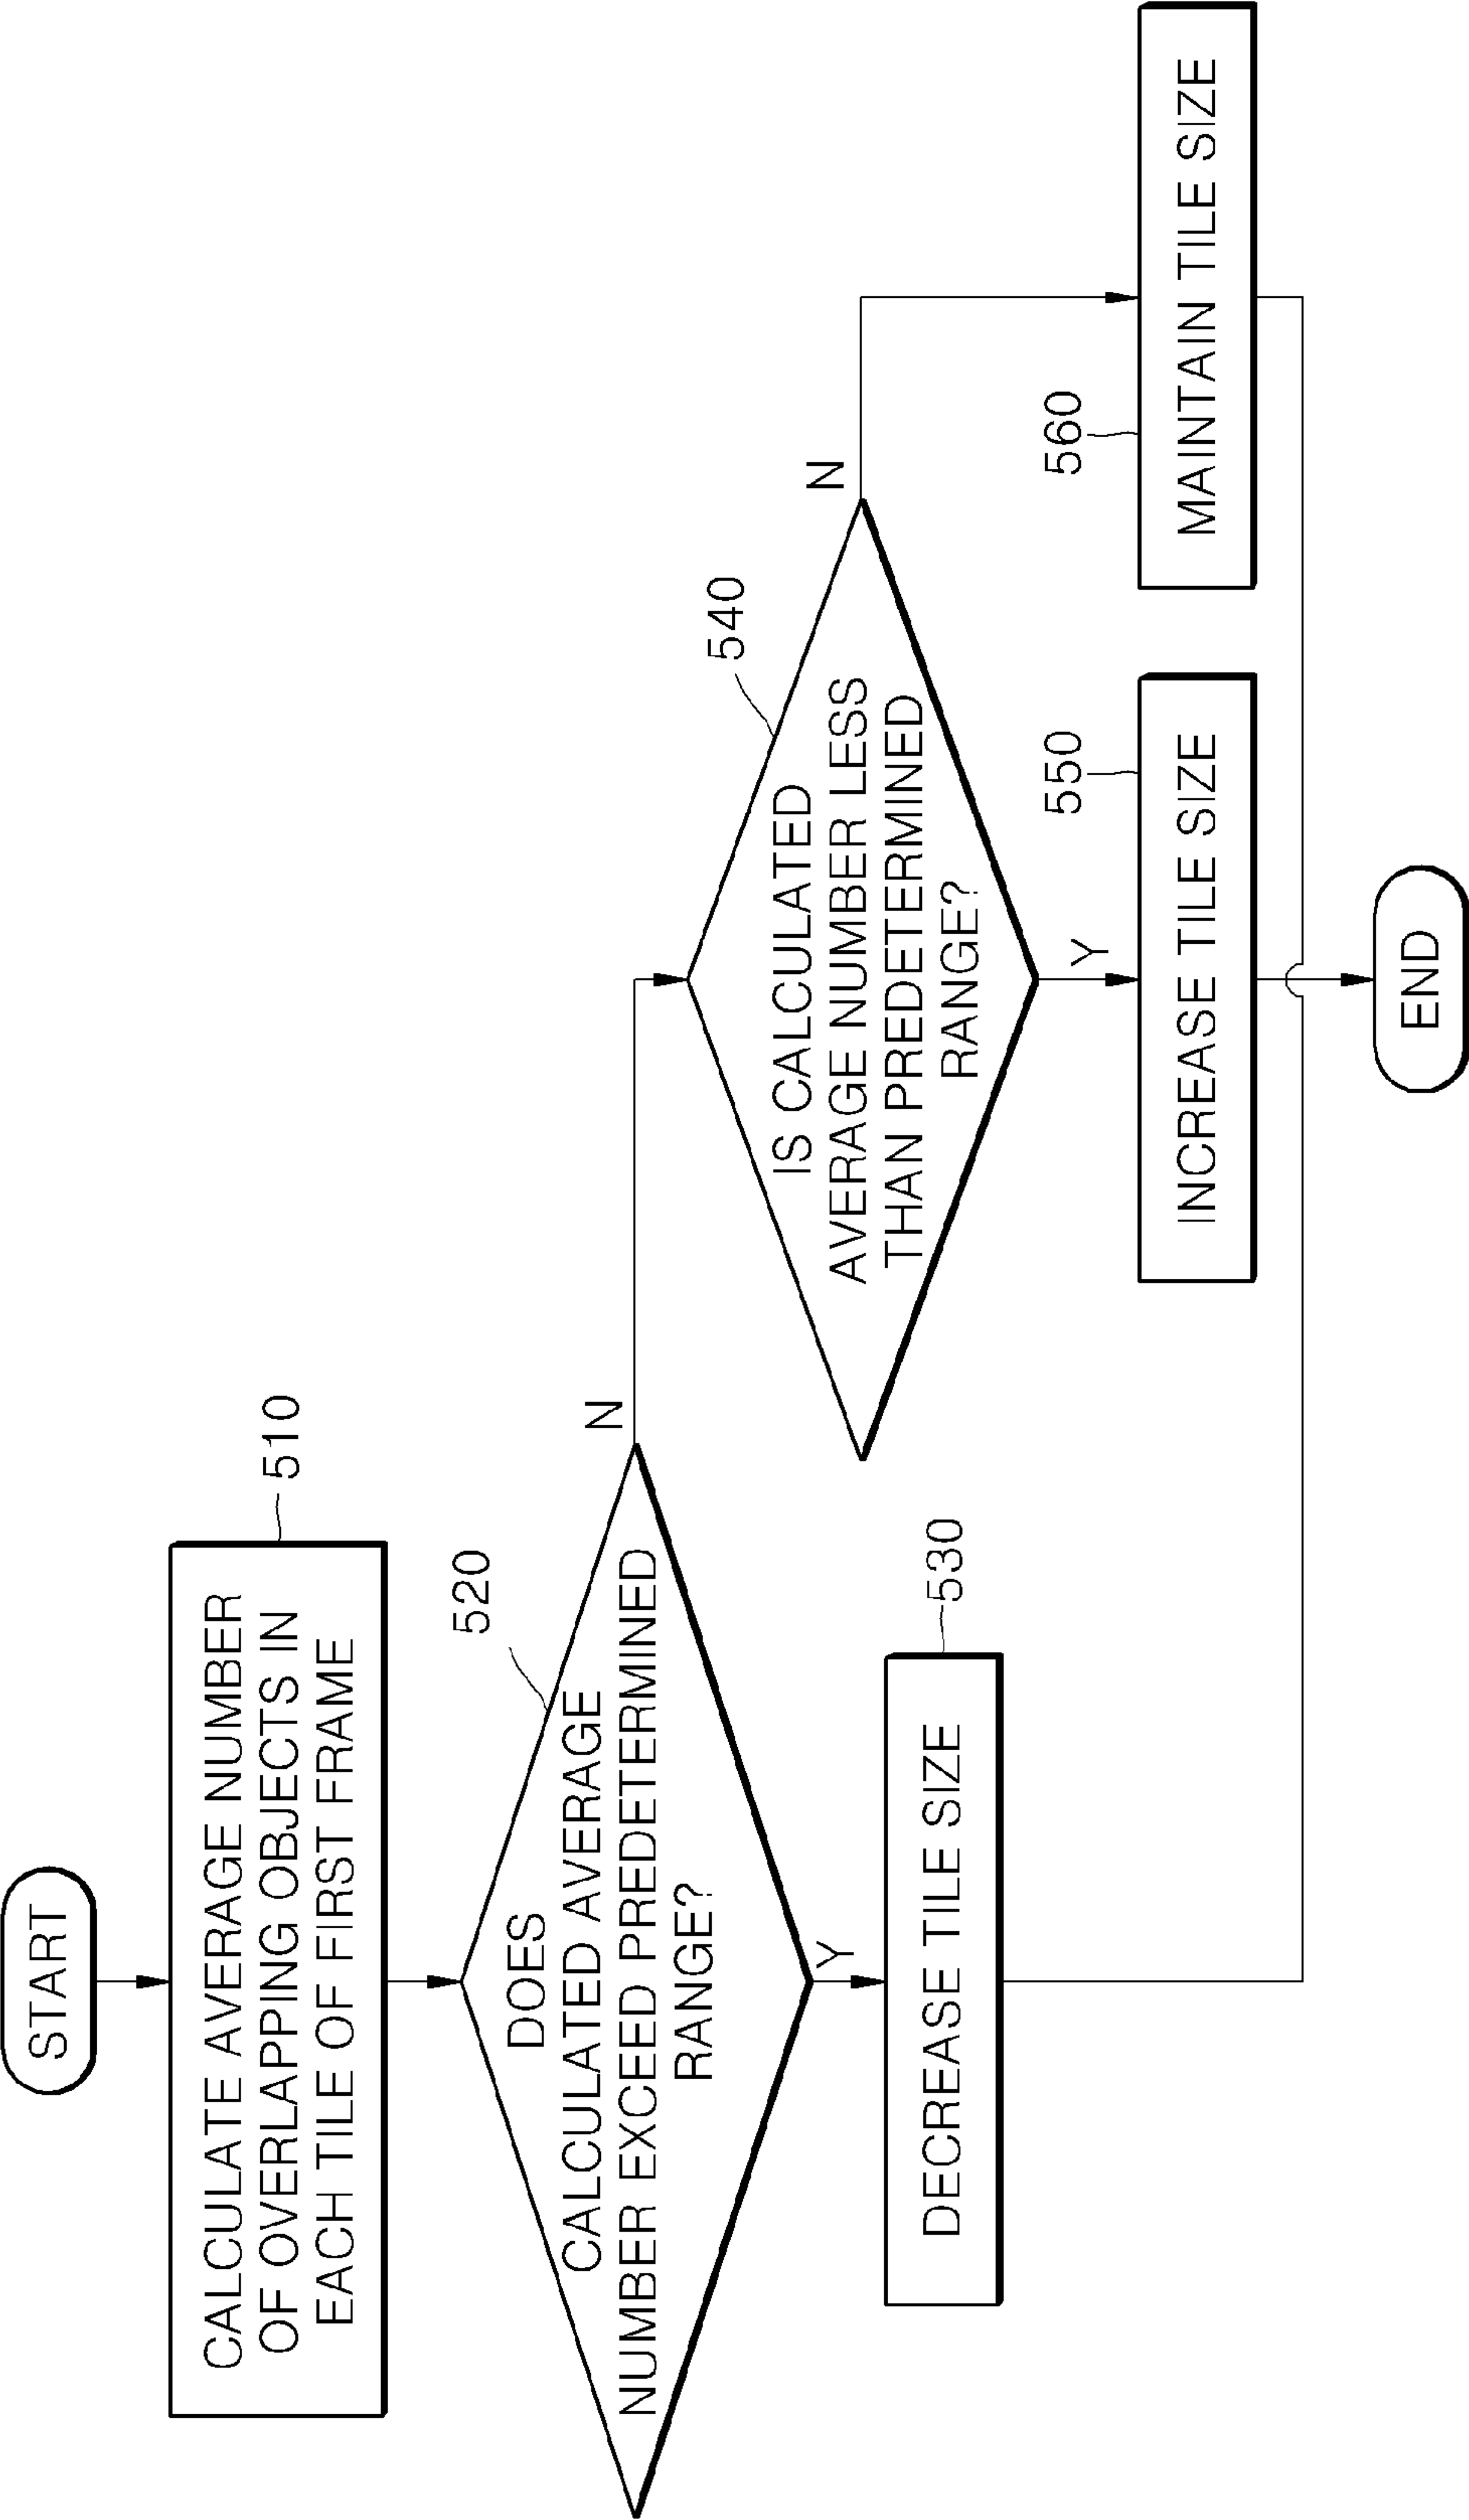 START
510
CALCULATE AVERAGE NUMBER
OF OVERLAPPING OBJECTS IN
EACH TILE OF FIRST FRAME
520
DOES
CALCULATED AVERAGE
NUMBER EXCEED PREDETERMINED
RANGE?
N
Y
540
IS CALCULATED
AVERAGE NUMBER LESS
THAN PREDETERMINED
RANGE?
N
Y
530
DECREASE TILE SIZE
550
INCREASE TILE SIZE
560
MAINTAIN TILE SIZE
END